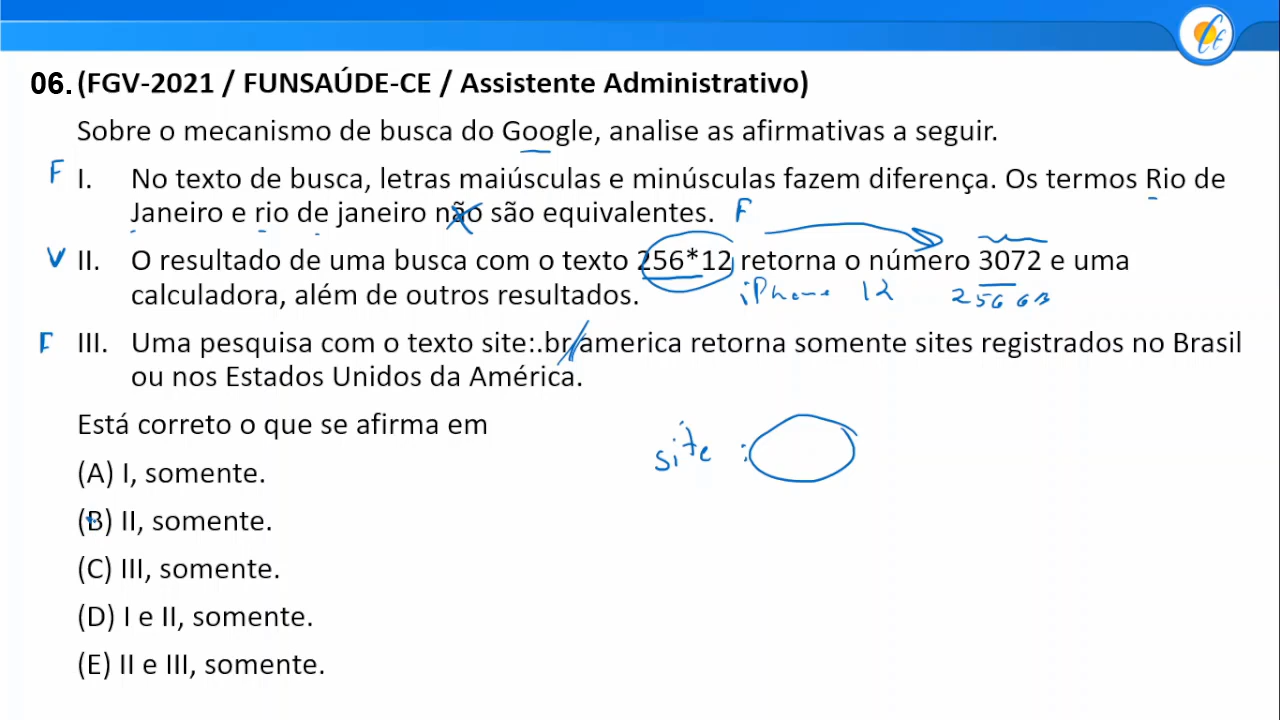 06. (FGV-2021 / FUNSAÚDE-CE / Assistente Administrativo)
Sobre o mecanismo de busca do Google, analise as afirmativas a seguir.
F I. No texto de busca, letras maiúsculas e minúsculas fazem diferença. Os termos Rio de
Janeiro e rio de janeiro não são equivalentes. F
V II. O resultado de uma busca com o texto 256*12 retorna o número 3072 e uma
calculadora, além de outros resultados. iPhone 12 256 GB
F III. Uma pesquisa com o texto site:.br/america retorna somente sites registrados no Brasil
ou nos Estados Unidos da América.
Está correto o que se afirma em
site :
(A) I, somente.
(B) II, somente.
(C) III, somente.
(D) I e II, somente.
(E) II e III, somente.